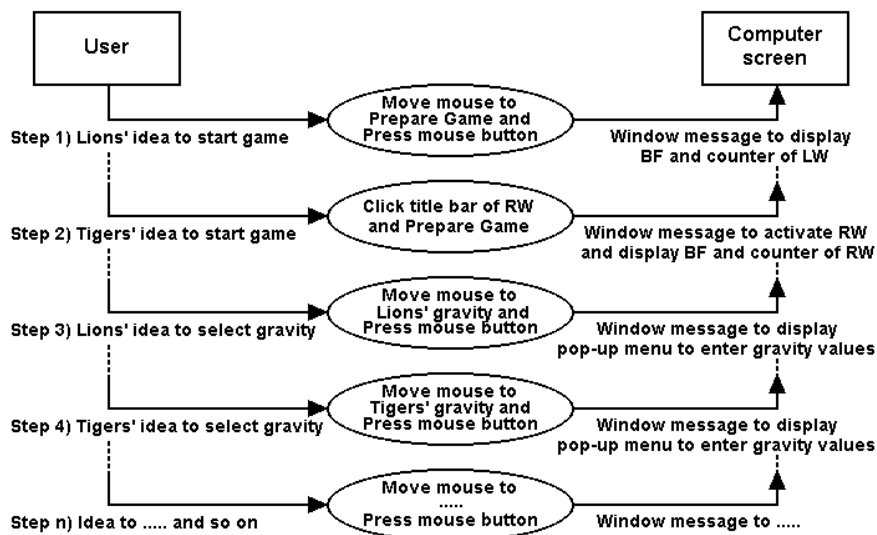 User
Computer
screen
Move mouse to
Prepare Game and
Press mouse button
Step 1) Lions' idea to start game
Window message to display
BF and counter of LW
Click title bar of RW
and Prepare Game
Step 2) Tigers' idea to start game
Window message to activate RW
and display BF and counter of RW
Move mouse to
Lions' gravity and
Press mouse button
Step 3) Lions' idea to select gravity
Window message to display
pop-up menu to enter gravity values
Move mouse to
Tigers' gravity and
Press mouse button
Step 4) Tigers' idea to select gravity
Window message to display
pop-up menu to enter gravity values
Move mouse to
.....
Press mouse button
Step n) Idea to ..... and so on
Window message to .....